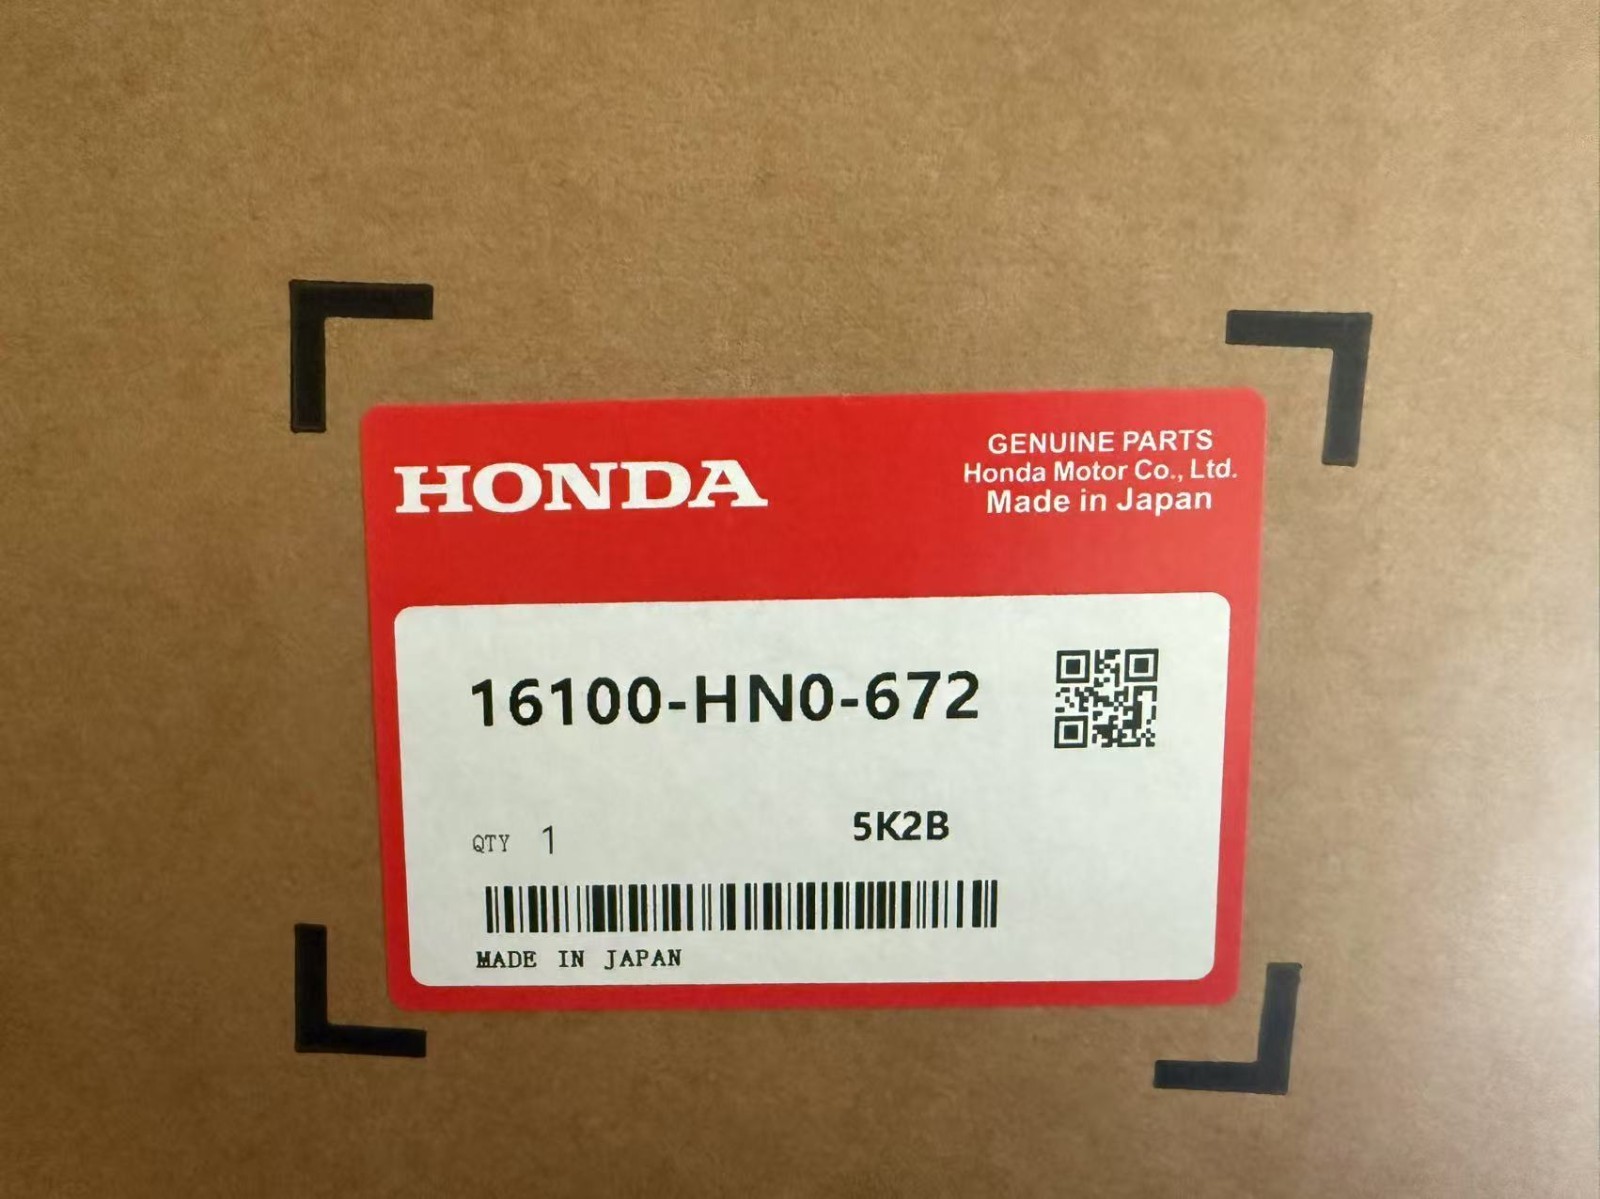 HONDA
GENUINE PARTS
Honda Motor Co., Ltd.
Made in Japan
16100-HN0-672
QTY 1
5K2B
MADE IN JAPAN